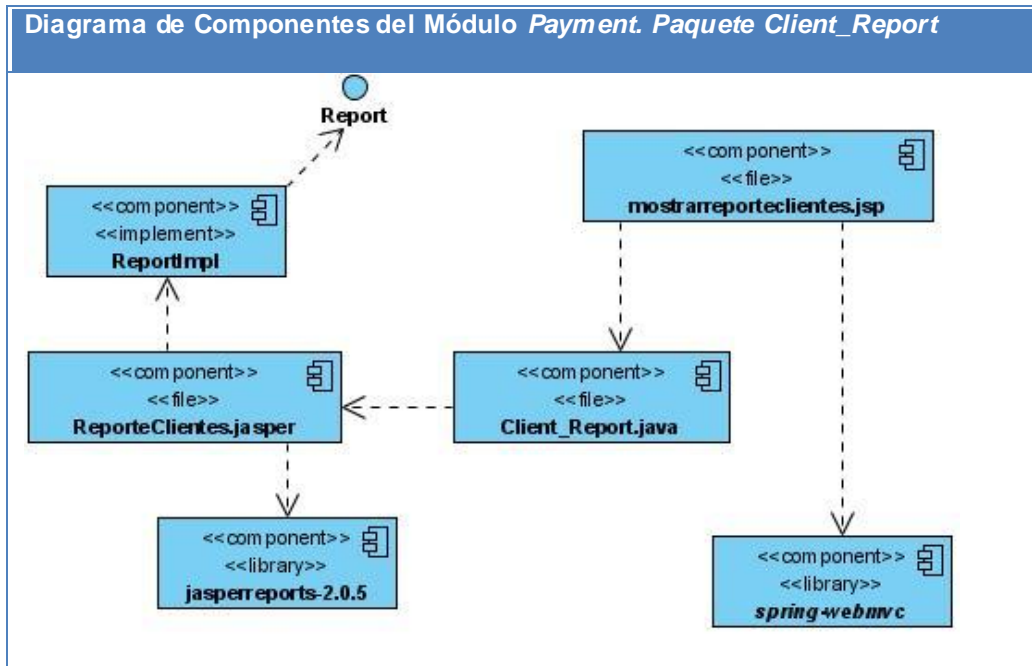 Diagrama de Componentes del Módulo Payment. Paquete Client_Report
Report
<<component>>
<<implement>>
ReportImpl
<<component>>
<<file>>
mostrarreporteclientes.jsp
<<component>>
<<file>>
ReporteClientes.jasper
<<component>>
<<file>>
Client_Report.java
<<component>>
<<library>>
jasperreports-2.0.5
<<component>>
<<library>>
spring-webmvc